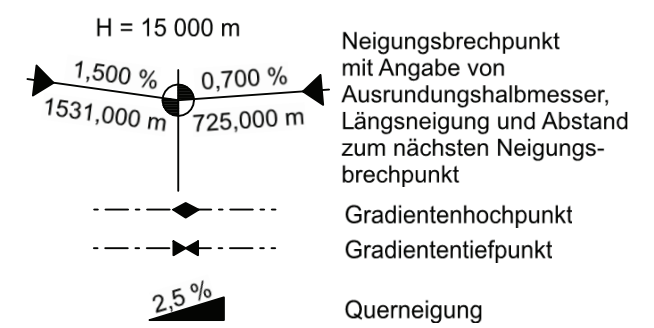 H = 15 000 m
1,500 %
0,700 %
1531,000 m
725,000 m
Neigungsbrechpunkt
mit Angabe von
Ausrundungshalbmesser,
Längsneigung und Abstand
zum nächsten Neigungs-
brechpunkt
Gradientenhochpunkt
Gradiententiefpunkt
2,5 %
Querneigung